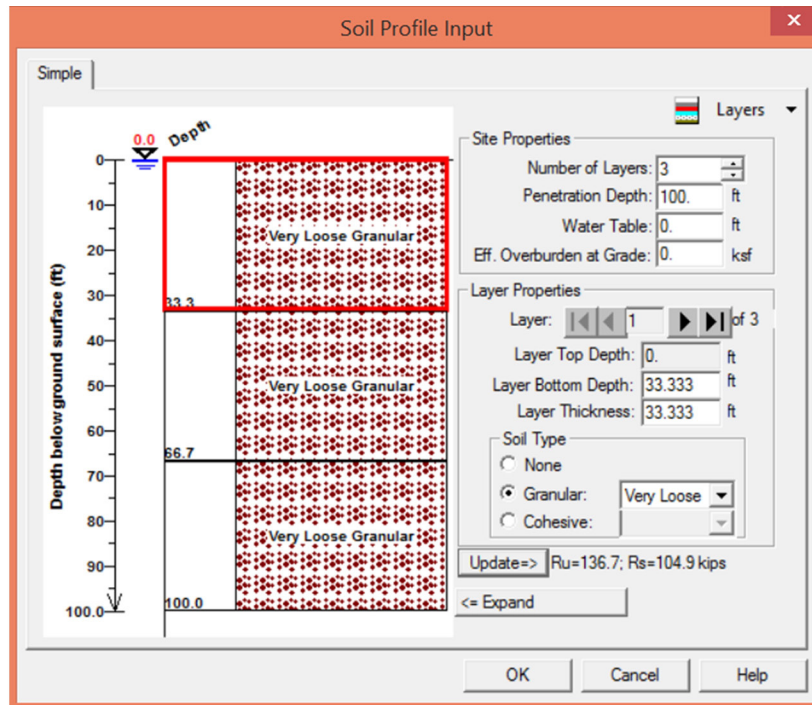 Soil Profile Input
x
Simple
Layers
0.0
Depth
0
10
20
30
40
50
60
70
80
90
100.0
Depth below ground surface (ft)
Very Loose Granular
33.3
Very Loose Granular
66.7
Very Loose Granular
100.0
Site Properties
Number of Layers: 3
Penetration Depth: 100. ft
Water Table: 0. ft
Eff. Overburden at Grade: 0. ksf
Layer Properties
Layer: 1 of 3
Layer Top Depth: 0. ft
Layer Bottom Depth: 33.333 ft
Layer Thickness: 33.333 ft
Soil Type
None
Granular: Very Loose
Cohesive:
Update=> Ru=136.7; Rs=104.9 kips
<= Expand
OK Cancel Help